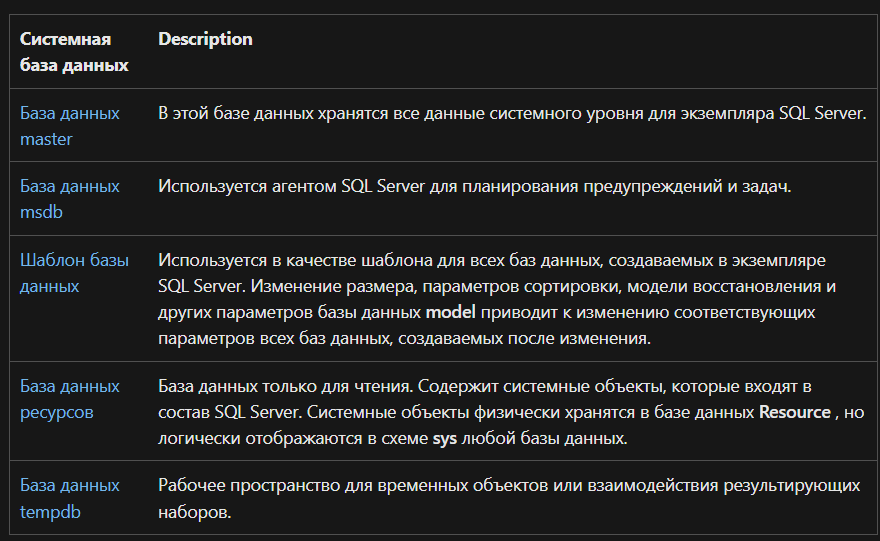 Системная
база данных
Description
База данных
master
В этой базе данных хранятся все данные системного уровня для экземпляра SQL Server.
База данных
msdb
Используется агентом SQL Server для планирования предупреждений и задач.
Шаблон базы
данных
Используется в качестве шаблона для всех баз данных, создаваемых в экземпляре
SQL Server. Изменение размера, параметров сортировки, модели восстановления и
других параметров базы данных model приводит к изменению соответствующих
параметров всех баз данных, создаваемых после изменения.
База данных
ресурсов
База данных только для чтения. Содержит системные объекты, которые входят в
состав SQL Server. Системные объекты физически хранятся в базе данных Resource , но
логически отображаются в схеме sys любой базы данных.
База данных
tempdb
Рабочее пространство для временных объектов или взаимодействия результирующих
наборов.